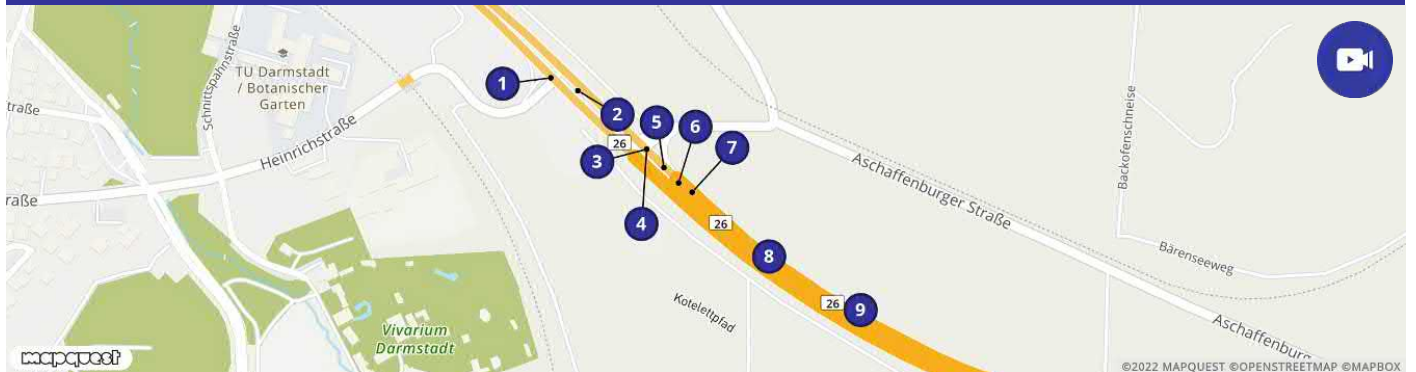 TU Darmstadt
/ Botanischer
Garten
Schnittspahnstraße
traße
Heinrichstraße
raße
1
2
3
4
5
6
7
8
9
26
26
26
Aschaffenburger Straße
Backofenschneise
Bärenseeweg
Kotelettpfad
Vivarium
Darmstadt
Aschaffenburg
mapquest
©2022 MAPQUEST ©OPENSTREETMAP ©MAPBOX